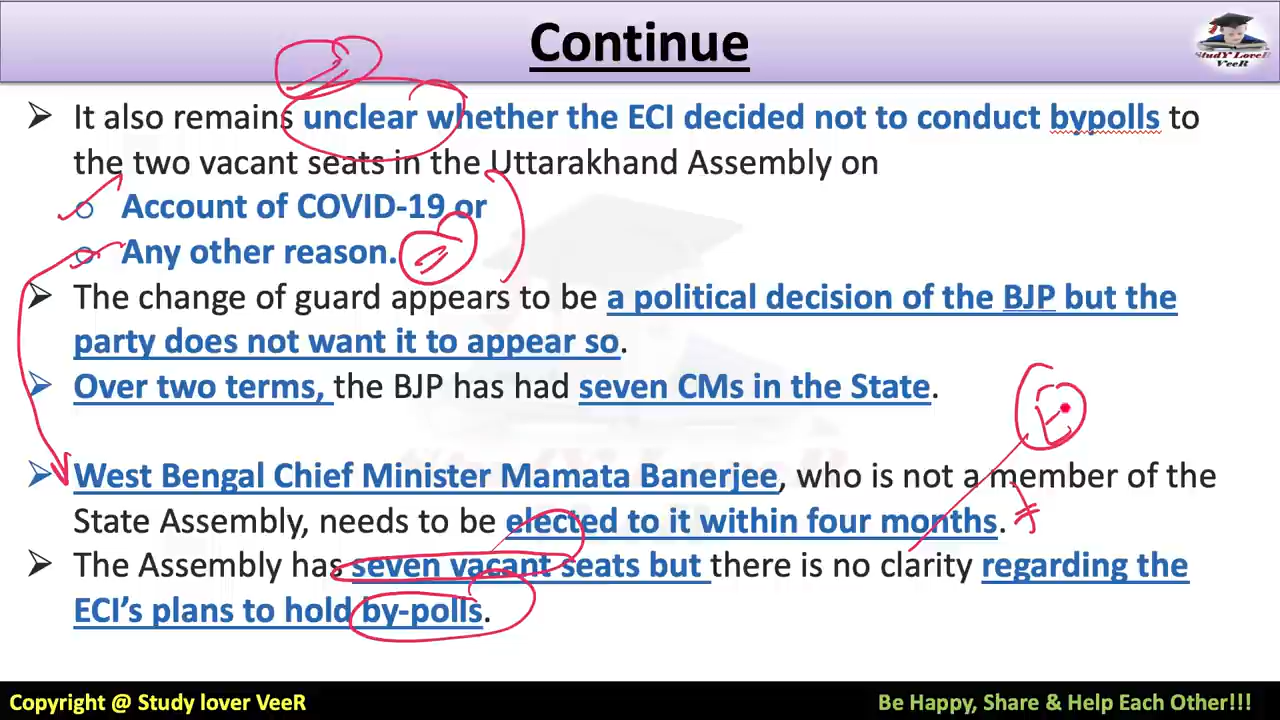 Continue
StudY LoveR
VeeR
It also remains unclear whether the ECI decided not to conduct bypolls to
the two vacant seats in the Uttarakhand Assembly on
Account of COVID-19 or
Any other reason.
The change of guard appears to be a political decision of the BJP but the
party does not want it to appear so.
Over two terms, the BJP has had seven CMs in the State.
West Bengal Chief Minister Mamata Banerjee, who is not a member of the
State Assembly, needs to be elected to it within four months.
The Assembly has seven vacant seats but there is no clarity regarding the
ECI’s plans to hold by-polls.
Copyright @ Study lover VeeR
Be Happy, Share & Help Each Other!!!